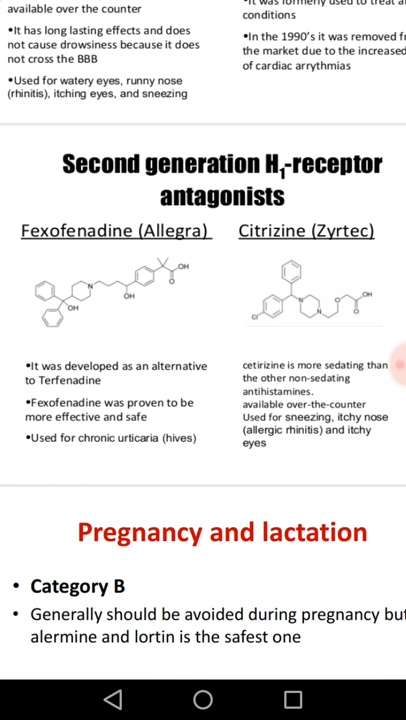 available over the counter
•It has long lasting effects and does
not cause drowsiness because it does
not cross the BBB
•Used for watery eyes, runny nose
(rhinitis), itching eyes, and sneezing
•It was formerly used to treat
conditions
•In the 1990's it was removed
the market due to the increased
of cardiac arrythmias
Second generation H1-receptor
antagonists
Fexofenadine (Allegra)
N
OH
O
OH
OH
•It was developed as an alternative
to Terfenadine
•Fexofenadine was proven to be
more effective and safe
•Used for chronic urticaria (hives)
Citrizine (Zyrtec)
N
N
O
O
OH
Cl
cetirizine is more sedating than
the other non-sedating
antihistamines.
available over-the-counter
Used for sneezing, itchy nose
(allergic rhinitis) and itchy
eyes
Pregnancy and lactation
• Category B
• Generally should be avoided during pregnancy but
alermine and lortin is the safest one